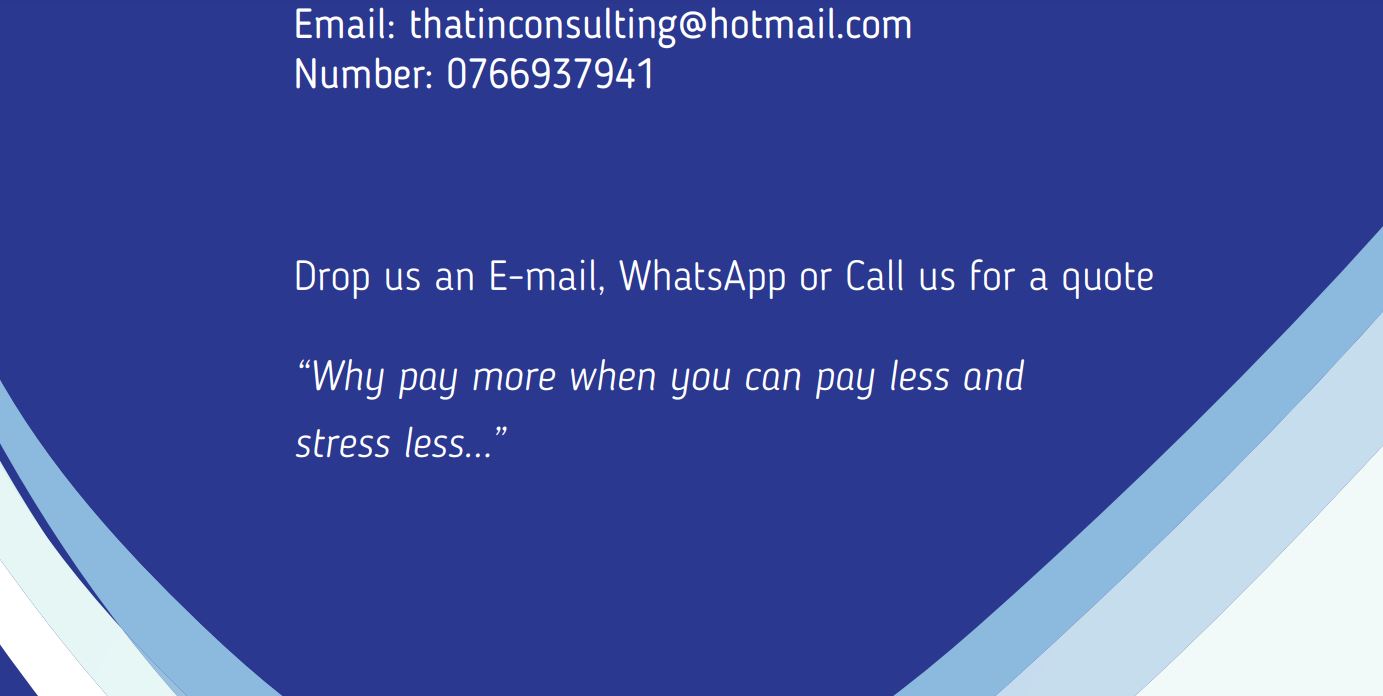 Email: thatinconsulting@hotmail.com
Number: 0766937941
Drop us an E-mail, WhatsApp or Call us for a quote
“Why pay more when you can pay less and
stress less...”